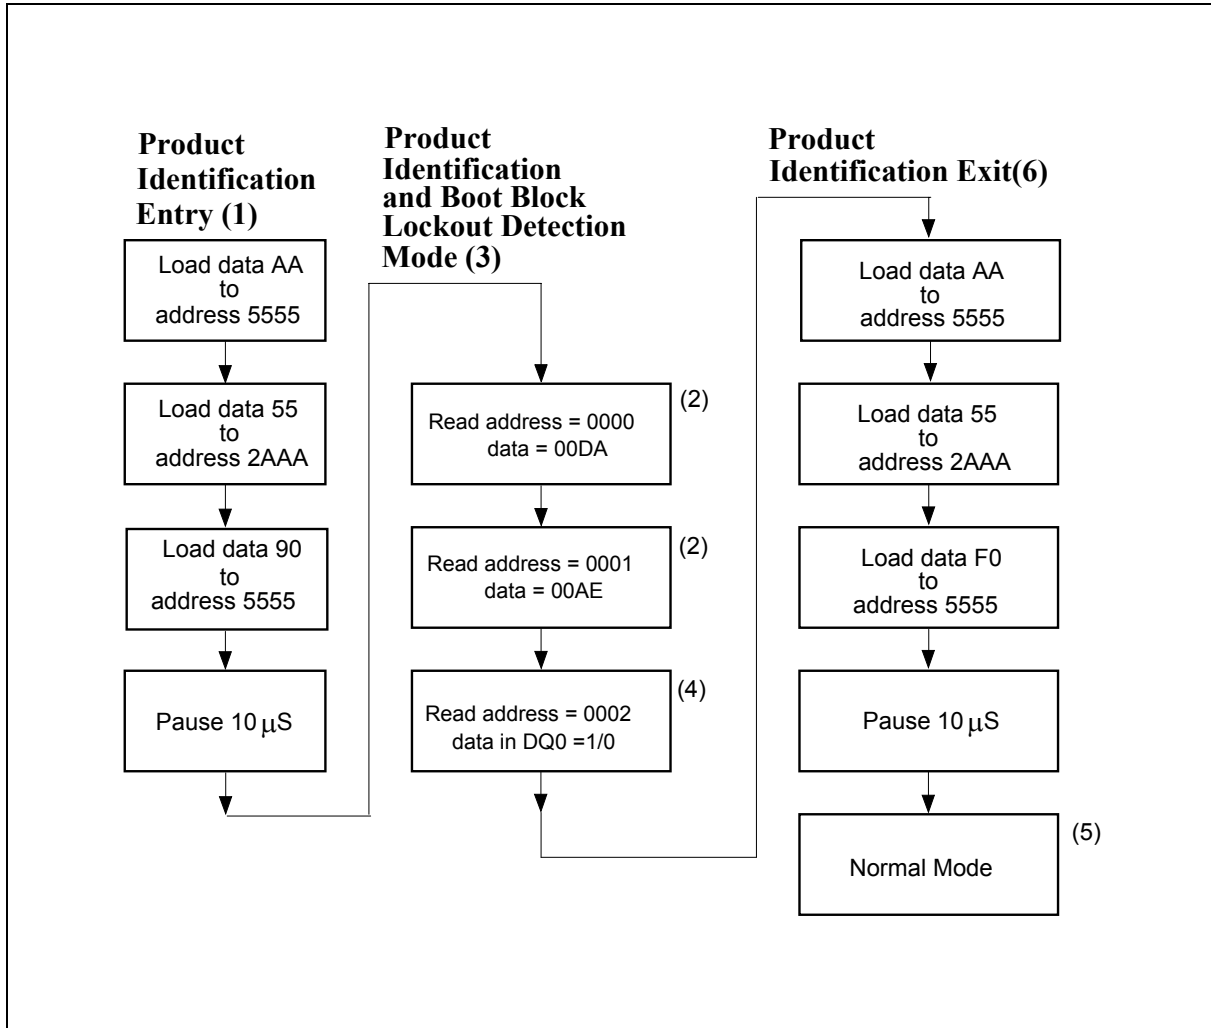 Product
Identification
Entry (1)
Load data AA
to
address 5555
Load data 55
to
address 2AAA
Load data 90
to
address 5555
Pause 10 µS
Product
Identification
and Boot Block
Lockout Detection
Mode (3)
Read address = 0000
data = 00DA
(2)
Read address = 0001
data = 00AE
(2)
Read address = 0002
data in DQ0 =1/0
(4)
Product
Identification Exit(6)
Load data AA
to
address 5555
Load data 55
to
address 2AAA
Load data F0
to
address 5555
Pause 10 µS
Normal Mode
(5)